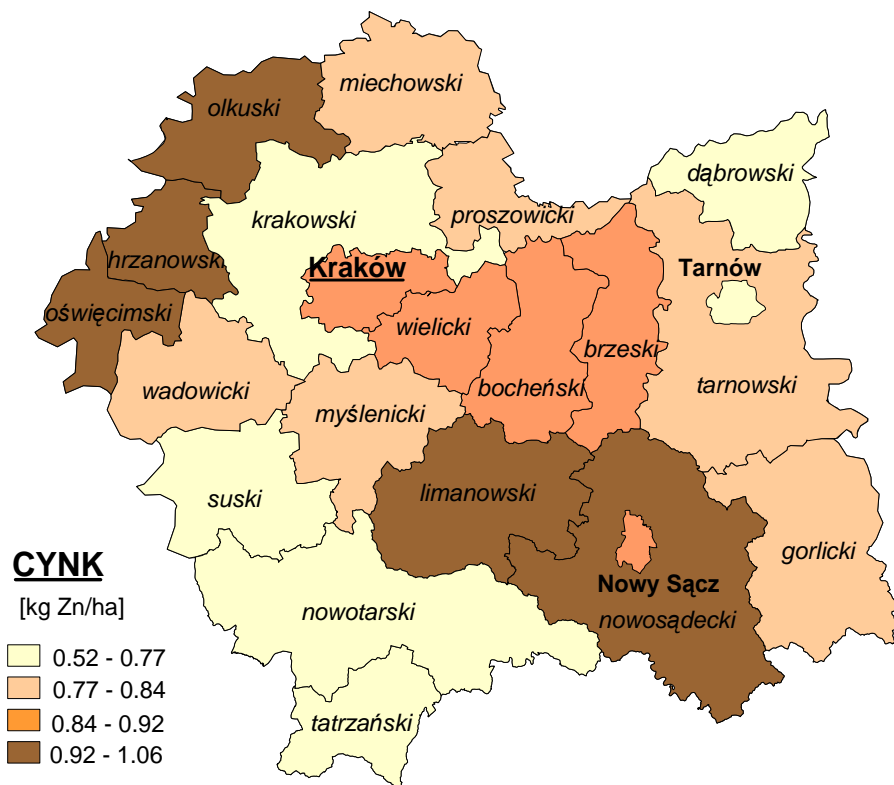 miechowski
olkuski
dąbrowski
krakowski
proszowicki
hrzanowski
Kraków
Tarnów
oświęcimski
wielicki
brzeski
wadowicki
myślenicki
bocheński
tarnowski
suski
limanowski
gorlicki
CYNK
[kg Zn/ha]
Nowy Sącz
nowotarski
nowosądecki
0.52 - 0.77
0.77 - 0.84
0.84 - 0.92
0.92 - 1.06
tatrzański